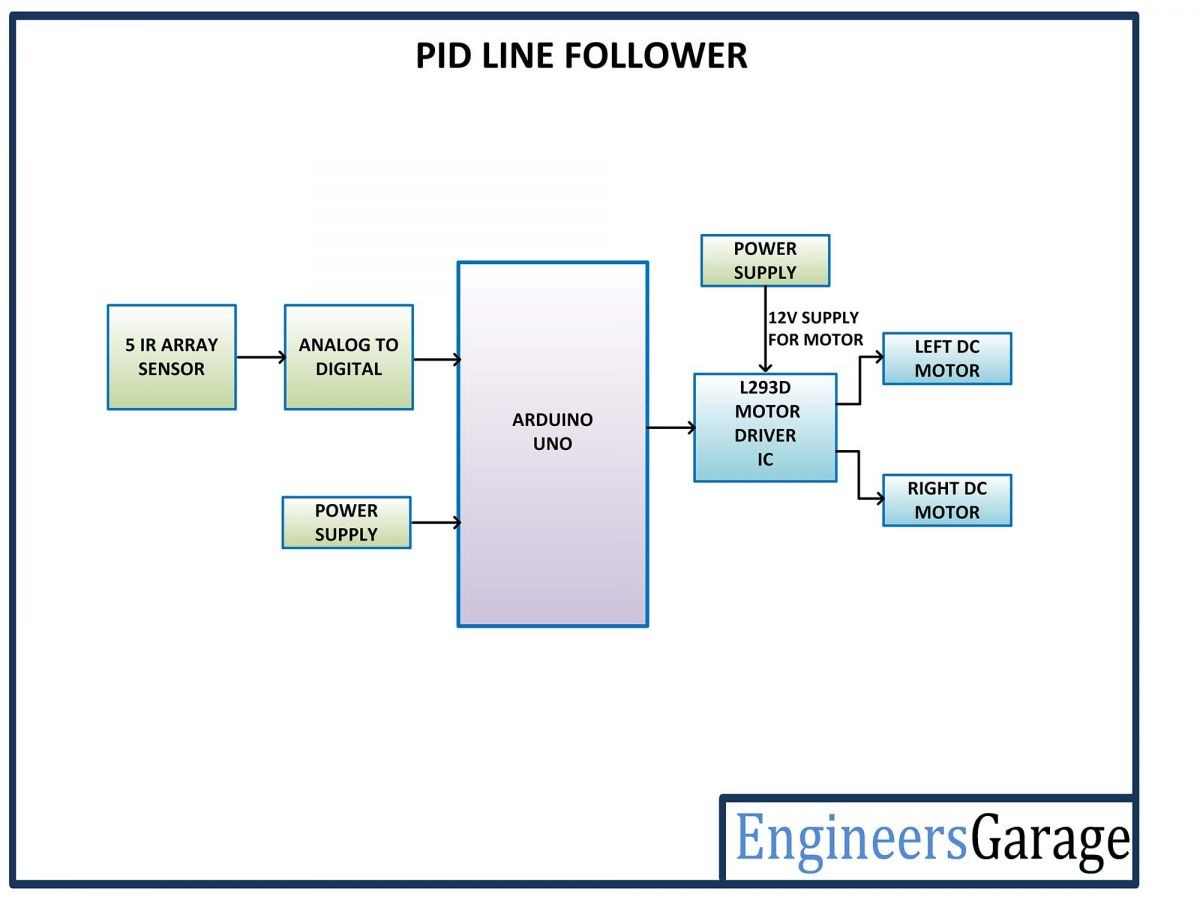 PID LINE FOLLOWER
POWER
SUPPLY
12V SUPPLY
FOR MOTOR
5 IR ARRAY
SENSOR
ANALOG TO
DIGITAL
ARDUINO
UNO
L293D
MOTOR
DRIVER
IC
LEFT DC
MOTOR
RIGHT DC
MOTOR
POWER
SUPPLY
EngineersGarage